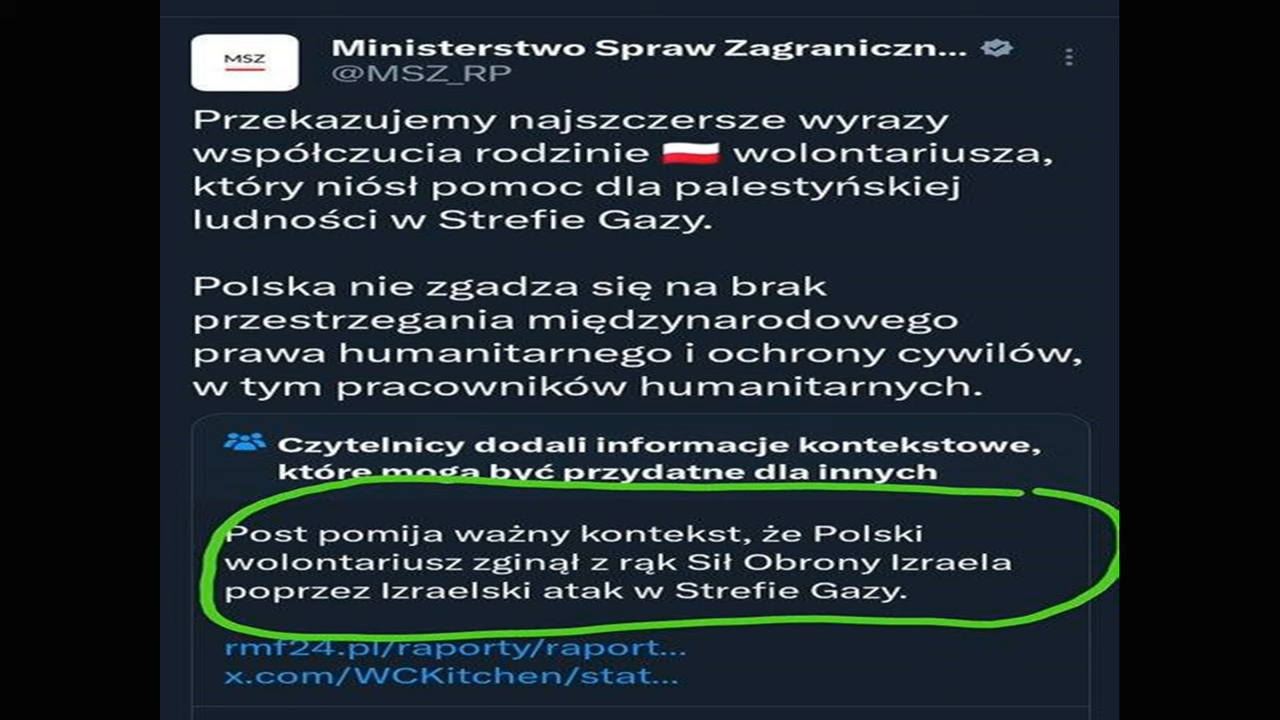 MSZ
Ministerstwo Spraw Zagraniczn...
@MSZ_RP
Przekazujemy najszczersze wyrazy
współczucia rodzinie 🇵🇱 wolontariusza,
który niósł pomoc dla palestyńskiej
ludności w Strefie Gazy.
Polska nie zgadza się na brak
przestrzegania międzynarodowego
prawa humanitarnego i ochrony cywilów,
w tym pracowników humanitarnych.
Czytelnicy dodali informacje kontekstowe,
które mogą być przydatne dla innych
Post pomija ważny kontekst, że Polski
wolontariusz zginął z rąk Sił Obrony Izraela
poprzez Izraelski atak w Strefie Gazy.
rmf24.pl/raporty/raport...
x.com/WCKitchen/stat...